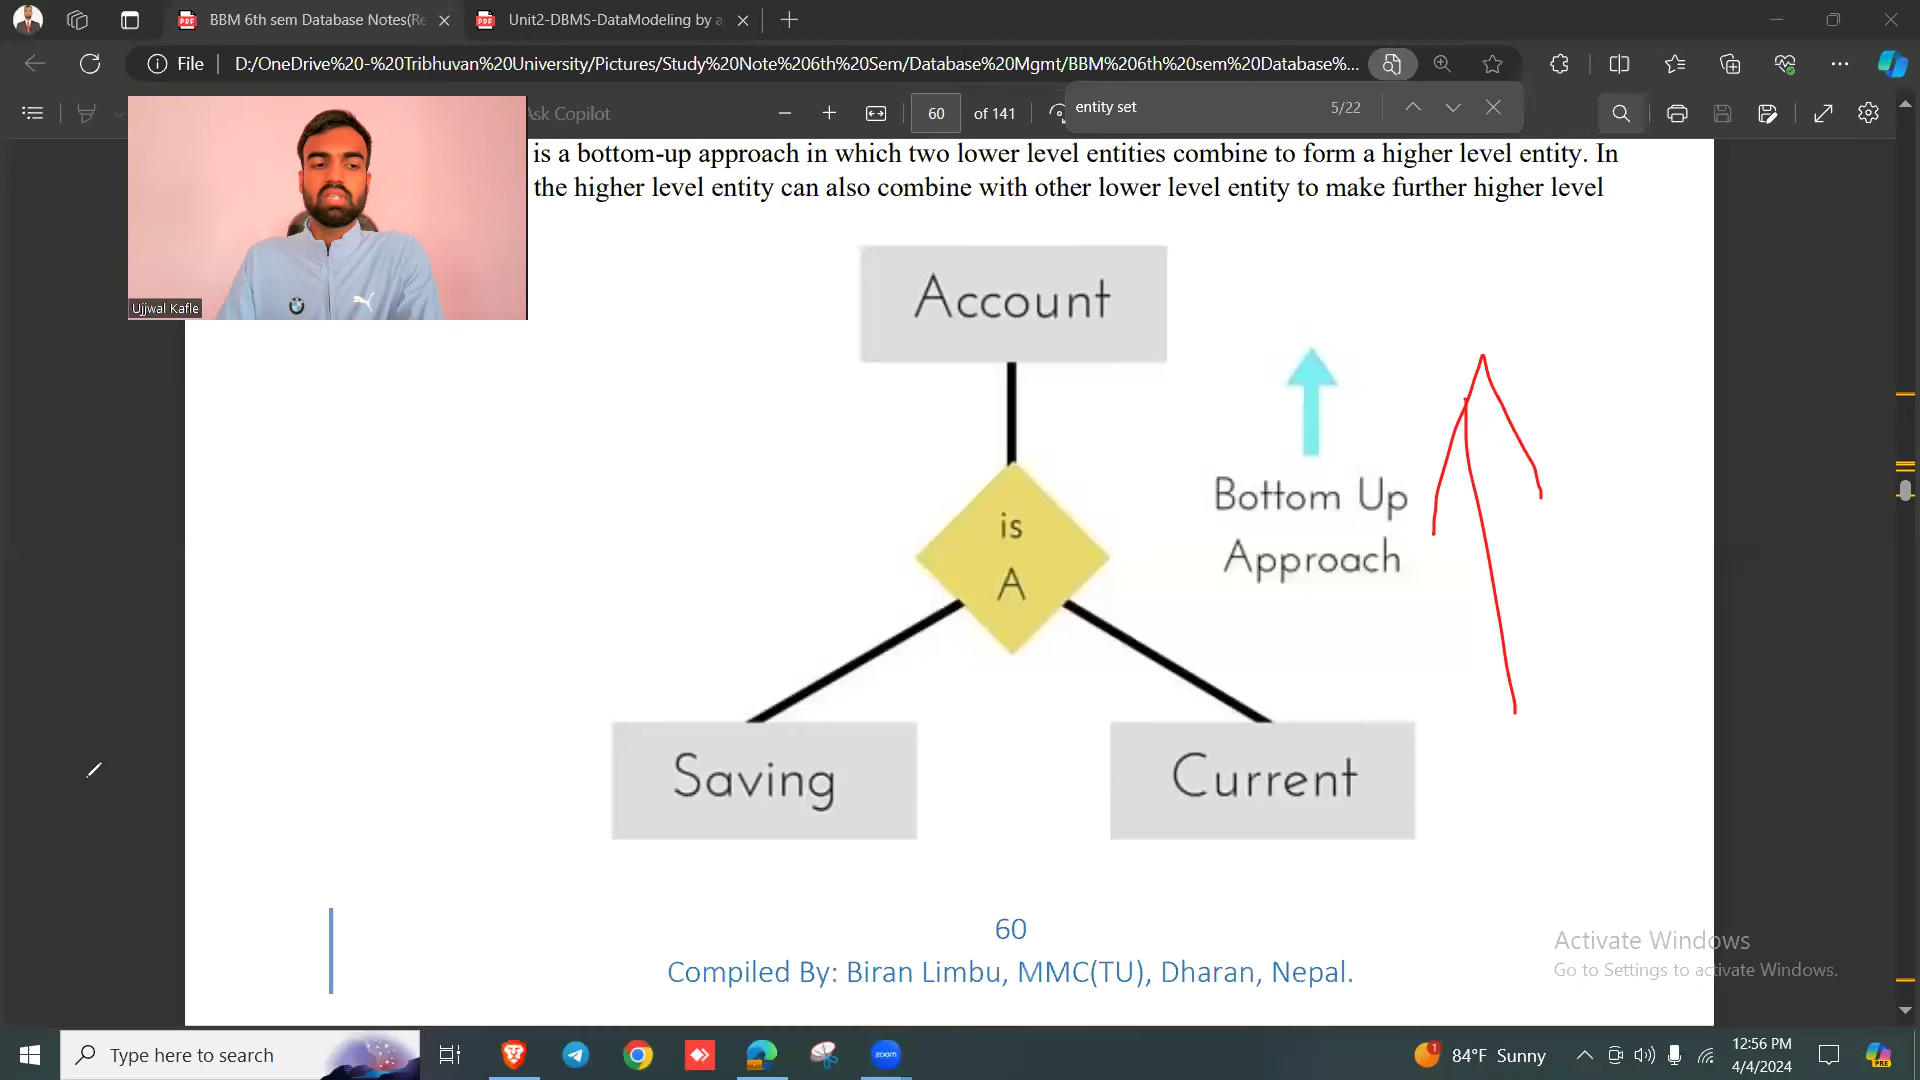 BBM 6th sem Database Notes(Re
Unit2-DBMS-DataModeling by a
File
D:/OneDrive%20-%20Tribhuvan%20University/Pictures/Study%20Note%206th%20Sem/Database%20Mgmt/BBM%206th%20sem%20Database%...
Ask Copilot
60
of 141
entity set
5/22
is a bottom-up approach in which two lower level entities combine to form a higher level entity. In
the higher level entity can also combine with other lower level entity to make further higher level
Ujjwal Kafle
Account
is
A
Bottom Up
Approach
Saving
Current
60
Compiled By: Biran Limbu, MMC(TU), Dharan, Nepal.
Activate Windows
Go to Settings to activate Windows.
Type here to search
zoom
1
84°F Sunny
12:56 PM
4/4/2024
PRE